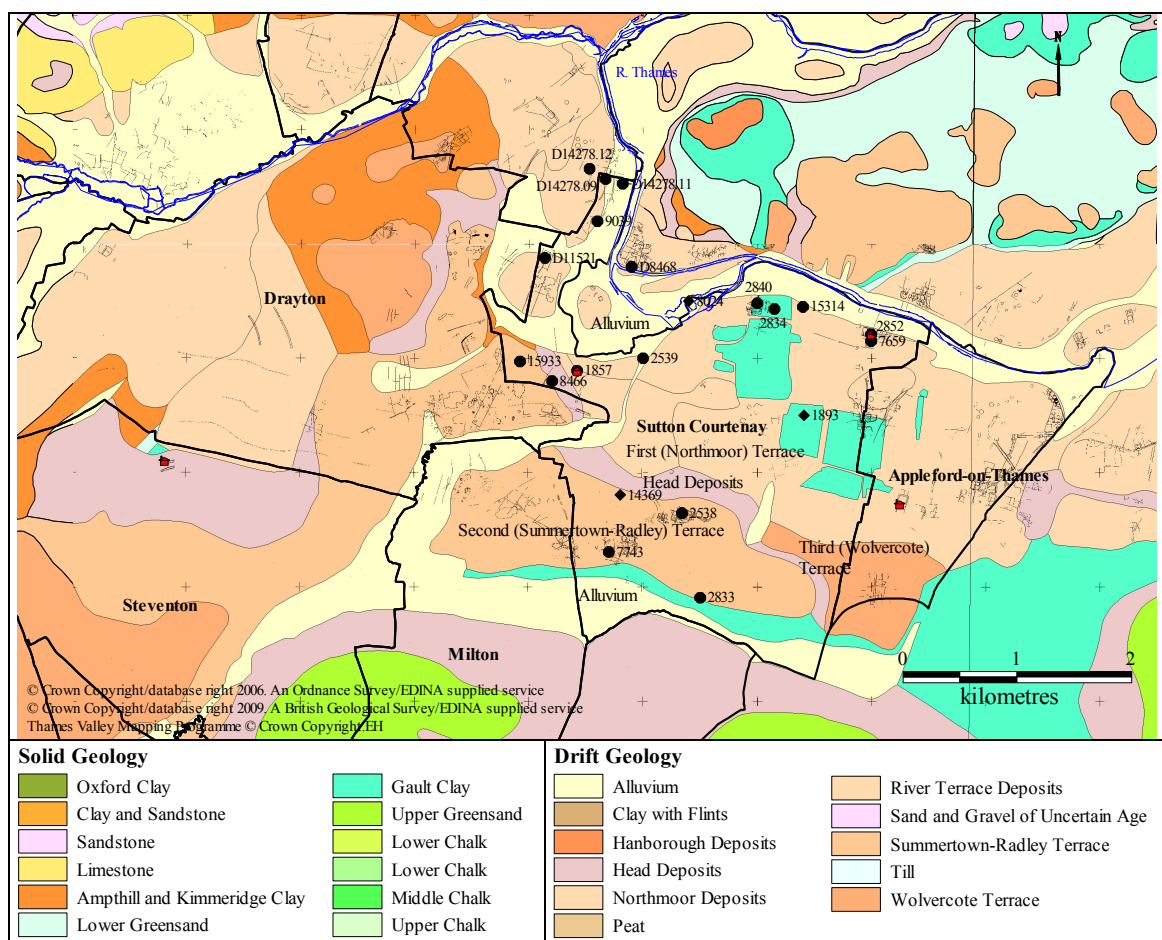 N
R. Thames
D14278.12
D14278.09
D14278.11
9039
D11521
D8468
Drayton
8024
2840
2834
15314
Alluvium
2852
7659
2539
15933
1857
8466
1893
Sutton Courtenay
First (Northmoor) Terrace
Appleford-on-Thames
Head Deposits
14369
2538
Second (Summertown-Radley) Terrace
7743
Third (Wolvercote)
Terrace
Steventon
Alluvium
2833
Milton
0 1 2
kilometres
© Crown Copyright/database right 2006. An Ordnance Survey/EDINA supplied service
© Crown Copyright/database right 2009. A British Geological Survey/EDINA supplied service
Thames Valley Mapping Programme © Crown Copyright.EH
Solid Geology
Oxford Clay
Clay and Sandstone
Sandstone
Limestone
Ampthill and Kimmeridge Clay
Lower Greensand
Gault Clay
Upper Greensand
Lower Chalk
Lower Chalk
Middle Chalk
Upper Chalk
Drift Geology
Alluvium
Clay with Flints
Hanborough Deposits
Head Deposits
Northmoor Deposits
Peat
River Terrace Deposits
Sand and Gravel of Uncertain Age
Summertown-Radley Terrace
Till
Wolvercote Terrace